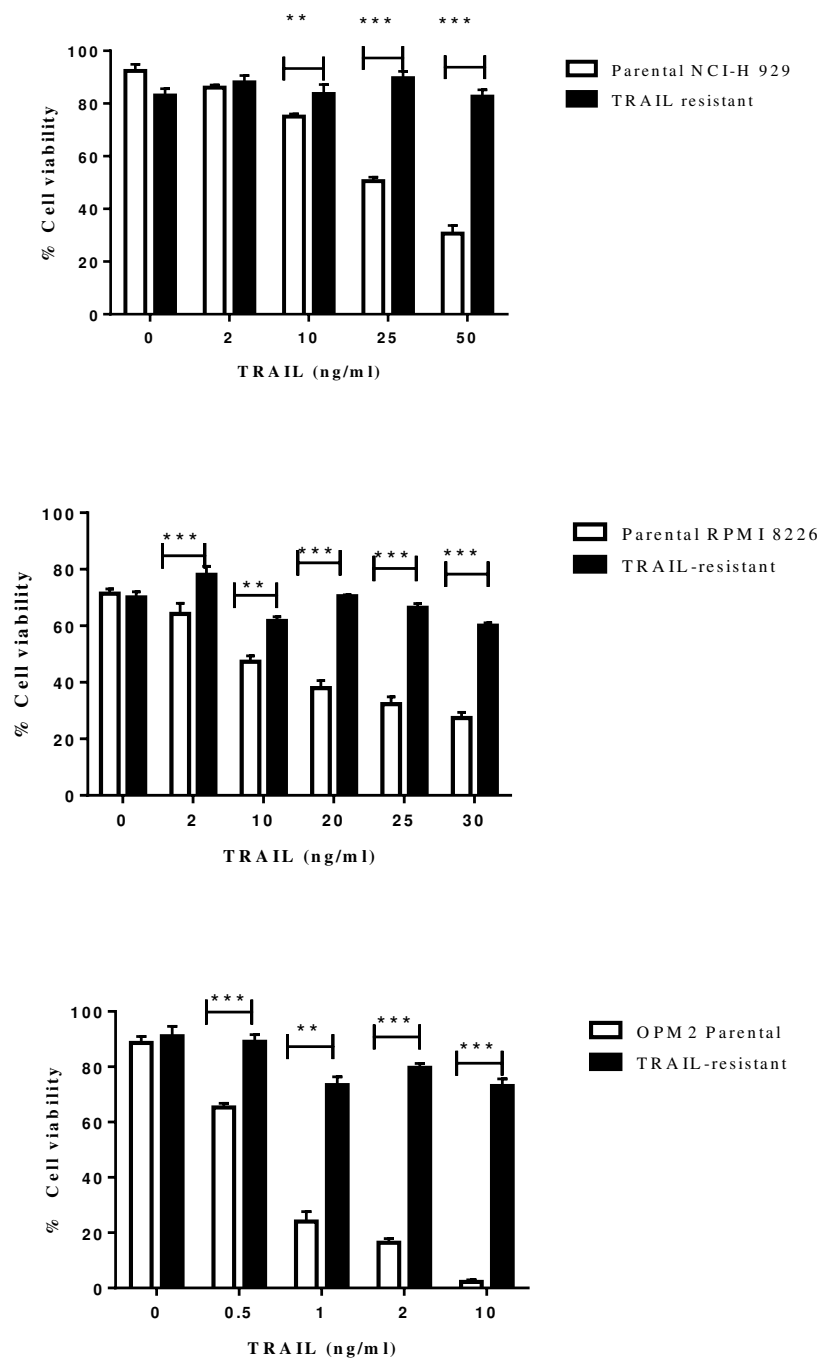 ** *** ***
100
80
60
40
20
0
% Cell viability
0 2 10 25 50
TRAIL (ng/ml)
Parental NCI-H 929
TRAIL resistant
100
80
60
40
20
0
% Cell viability
*** ** *** *** ***
0 2 10 20 25 30
TRAIL (ng/ml)
Parental RPMI 8226
TRAIL-resistant
100
80
60
40
20
0
% Cell viability
*** ** *** ***
0 0.5 1 2 10
TRAIL (ng/ml)
OPM2 Parental
TRAIL-resistant